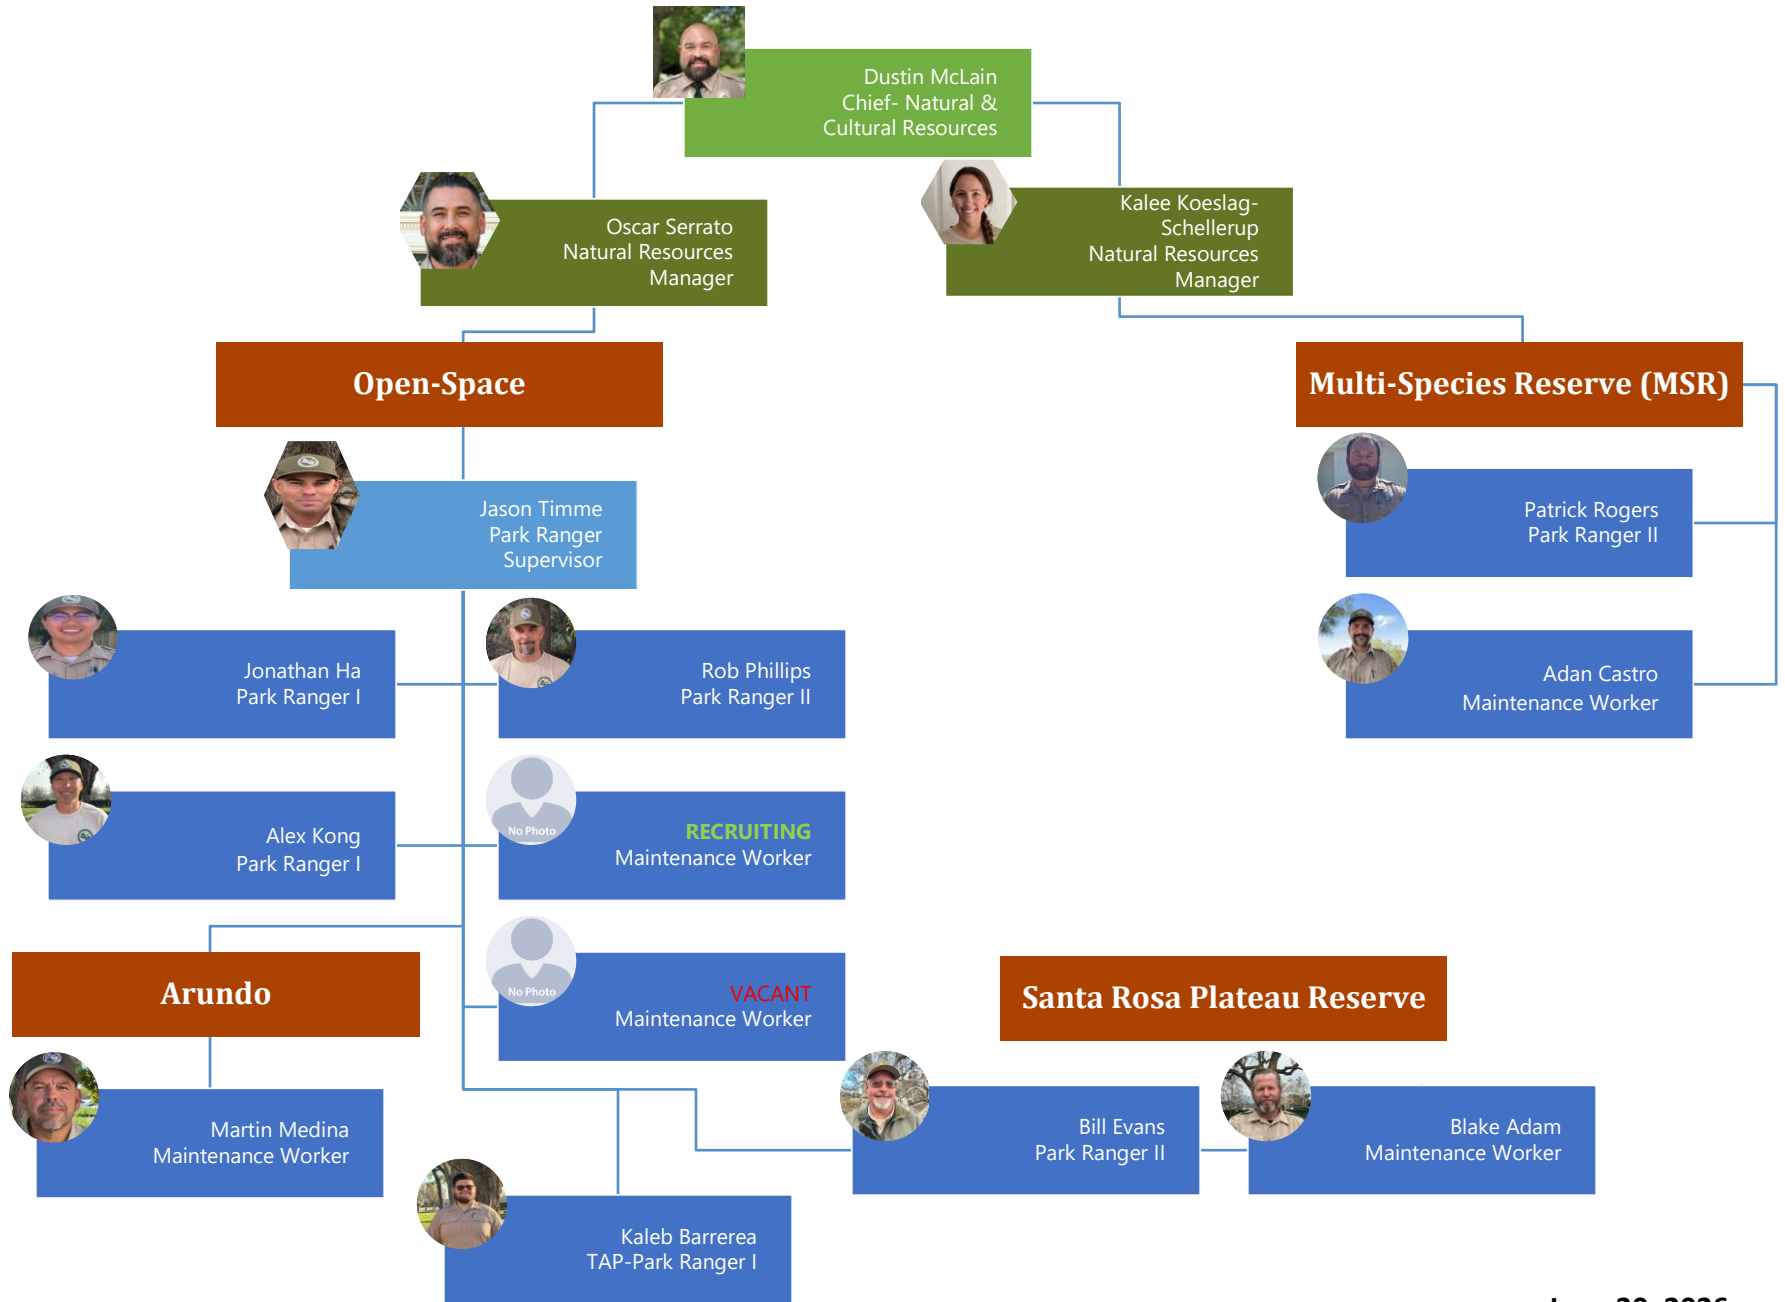 Dustin McLain
Chief- Natural &
Cultural Resources
Oscar Serrato
Natural Resources
Manager
Kalee Koeslag-
Schellerup
Natural Resources
Manager
Open-Space
Multi-Species Reserve (MSR)
Jason Timme
Park Ranger
Supervisor
Patrick Rogers
Park Ranger II
Jonathan Ha
Park Ranger I
Rob Phillips
Park Ranger II
Adan Castro
Maintenance Worker
Alex Kong
Park Ranger I
No Photo
RECRUITING
Maintenance Worker
No Photo
VACANT
Maintenance Worker
Arundo
Santa Rosa Plateau Reserve
Martin Medina
Maintenance Worker
Bill Evans
Park Ranger II
Blake Adam
Maintenance Worker
Kaleb Barrerea
TAP-Park Ranger I